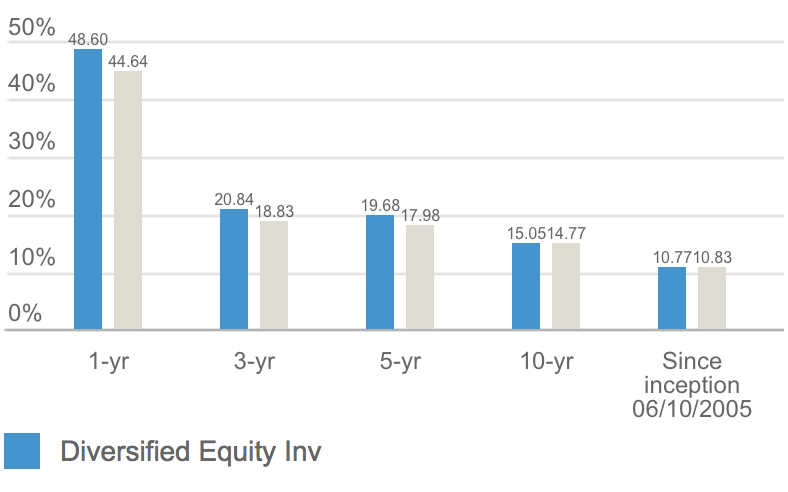 50%
48.60
44.64
40%
30%
20.84
18.83
19.68
17.98
20%
15.05
14.77
10%
10.77
10.83
0%
1-yr
3-yr
5-yr
10-yr
Since
inception
06/10/2005
Diversified Equity Inv